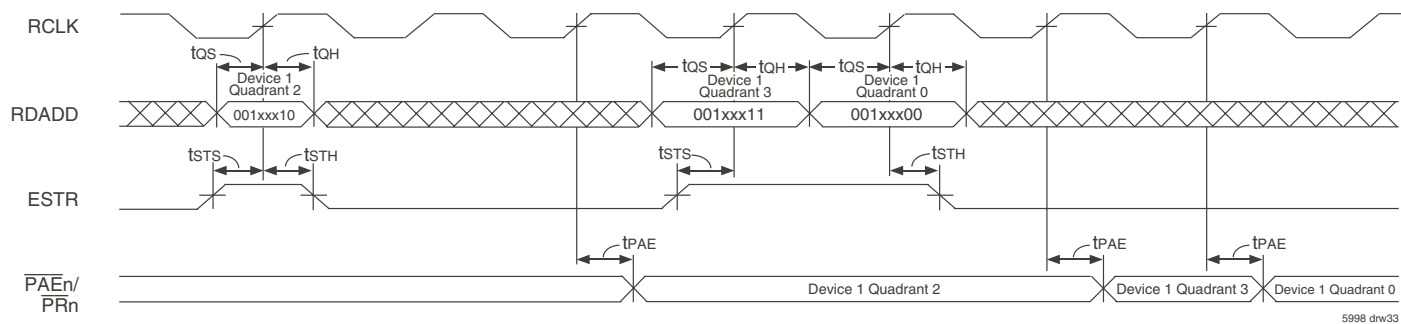 RCLK
tQS tQH
Device 1
Quadrant 2
tQS tQH tQS tQH
Device 1
Quadrant 3
Device 1
Quadrant 0
RDADD
001xxx10
001xxx11
001xxx00
tSTS tSTH
tSTS
tSTH
ESTR
tPAE
tPAE
tPAE
PAEn/
PRn
Device 1 Quadrant 2
Device 1 Quadrant 3
Device 1 Quadrant 0
5998 drw33